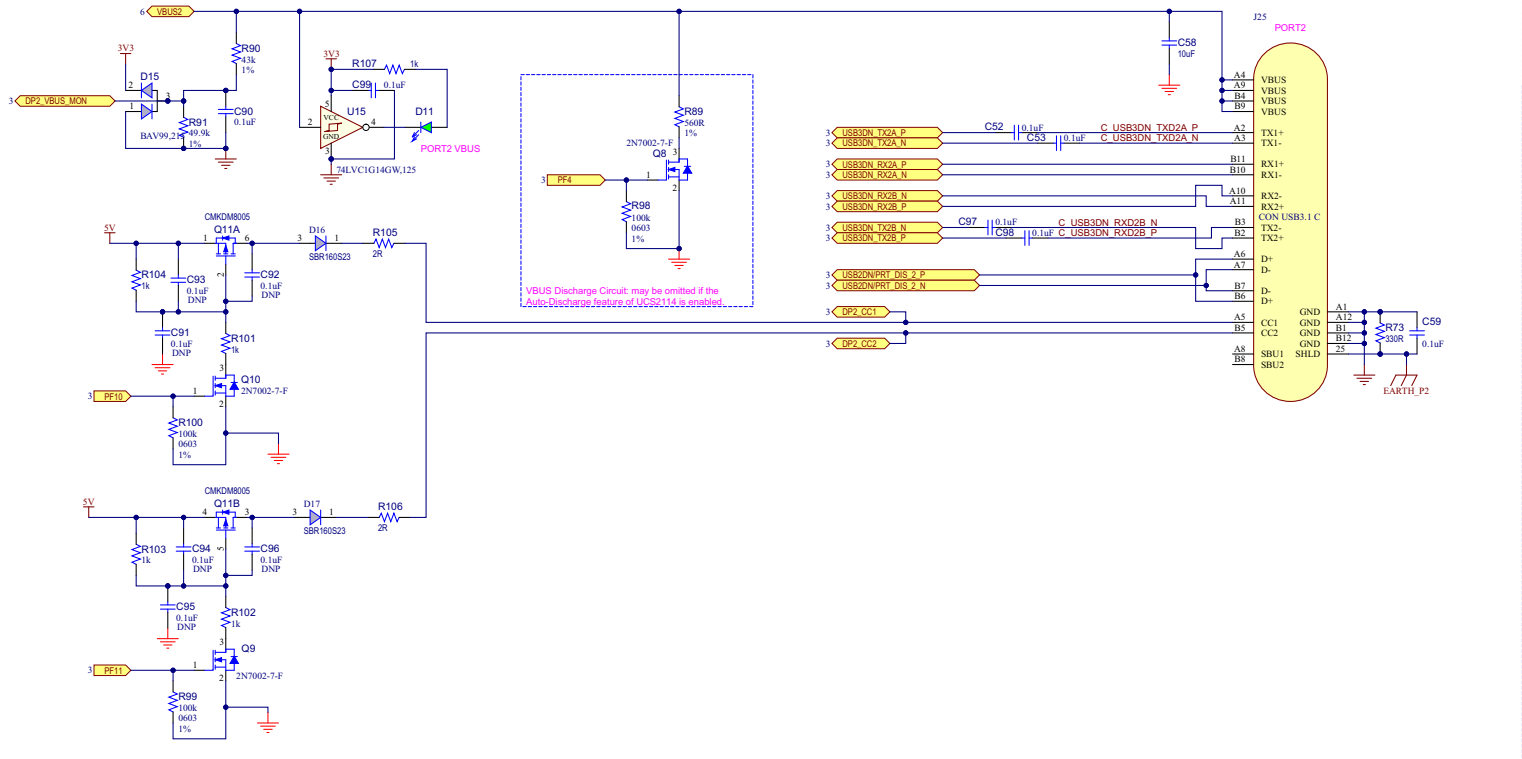 6 VBUS2
J25
PORT2
R90
43k
1%
3V3
D15
2
3
1
BAV99,21
3 DP2_VBUS_MON
R91
49.9k
1%
C90
0.1uF
3V3
R107 1k
C99 0.1uF
5
U15
VCC
GND
2
4
3
D11
PORT2 VBUS
74LVC1G14GW,125
R89
560R
1%
2N7002-7-F
Q8
3
1
2
3 PF4
R98
100k
0603
1%
VBUS Discharge Circuit: may be omitted if the
Auto-Discharge feature of UCS2114 is enabled.
C58
10uF
A4 VBUS
A9 VBUS
B4 VBUS
B9 VBUS
3 USB3DN_TX2A_P C52 0.1uF C_USB3DN_TXD2A_P A2 TX1+
3 USB3DN_TX2A_N C53 0.1uF C_USB3DN_TXD2A_N A3 TX1-
3 USB3DN_RX2A_P B11 RX1+
3 USB3DN_RX2A_N B10 RX1-
3 USB3DN_RX2B_N A10 RX2-
3 USB3DN_RX2B_P A11 RX2+
CON USB3.1 C
3 USB3DN_TX2B_N C97 0.1uF C_USB3DN_RXD2B_N B3 TX2-
3 USB3DN_TX2B_P C98 0.1uF C_USB3DN_RXD2B_P B2 TX2+
A6 D+
A7 D-
3 USB2DN/PRT_DIS_2_P
3 USB2DN/PRT_DIS_2_N
B7 D-
B6 D+
3 DP2_CC1
A5 CC1
B5 CC2
3 DP2_CC2
A8 SBU1
B8 SBU2
GND A1
GND A12
GND B1
GND B12
SHLD 25
R73
330R
C59
0.1uF
EARTH_P2
CMKDM8005
Q11A
5V
1
6
2
D16
3
1
SBR160S23
R105
2R
R104
1k
C93
0.1uF
DNP
C92
0.1uF
DNP
C91
0.1uF
DNP
R101
1k
3
Q10
2N7002-7-F
1
2
3 PF10
R100
100k
0603
1%
CMKDM8005
Q11B
5V
4
3
5
D17
3
1
SBR160S23
R106
2R
R103
1k
C94
0.1uF
DNP
C96
0.1uF
DNP
C95
0.1uF
DNP
R102
1k
3
Q9
2N7002-7-F
1
2
3 PF11
R99
100k
0603
1%